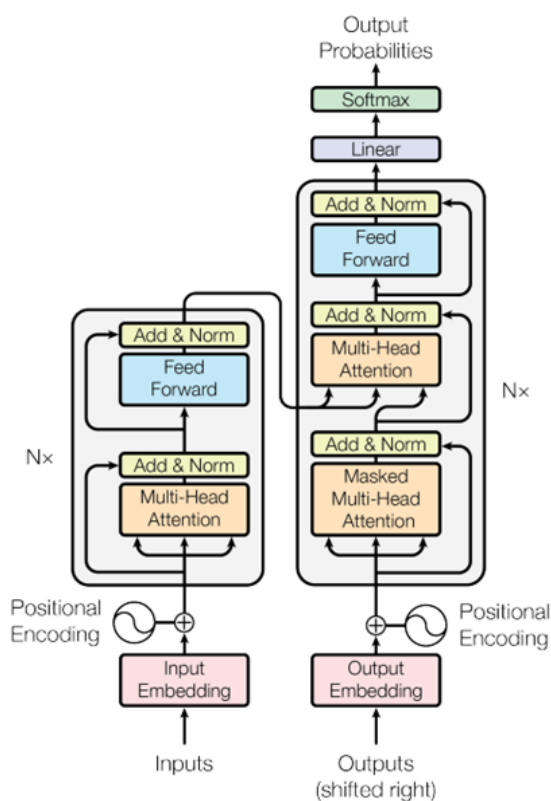 Output
Probabilities
Softmax
Linear
Add & Norm
Feed
Forward
Add & Norm
Multi-Head
Attention
Add & Norm
Masked
Multi-Head
Attention
N×
Add & Norm
Feed
Forward
Add & Norm
Multi-Head
Attention
N×
Positional
Encoding
Positional
Encoding
Input
Embedding
Output
Embedding
Inputs
Outputs
(shifted right)